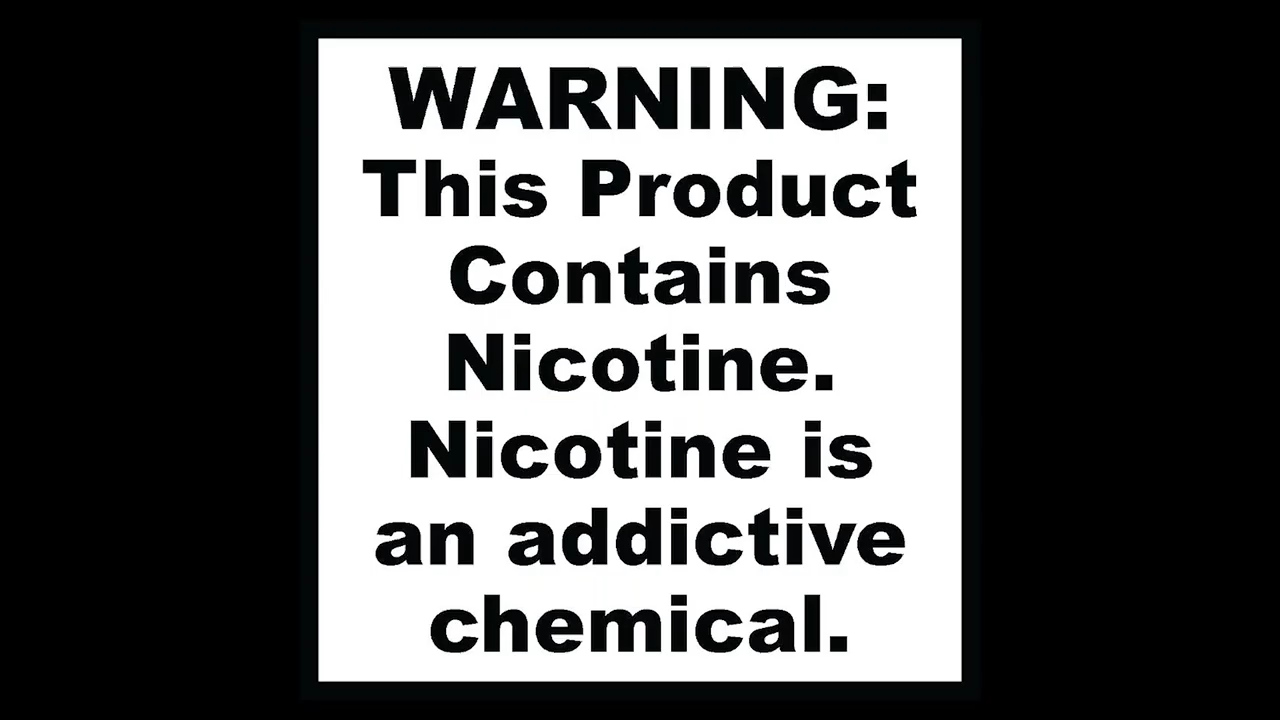 WARNING:
This Product
Contains
Nicotine.
Nicotine is
an addictive
chemical.